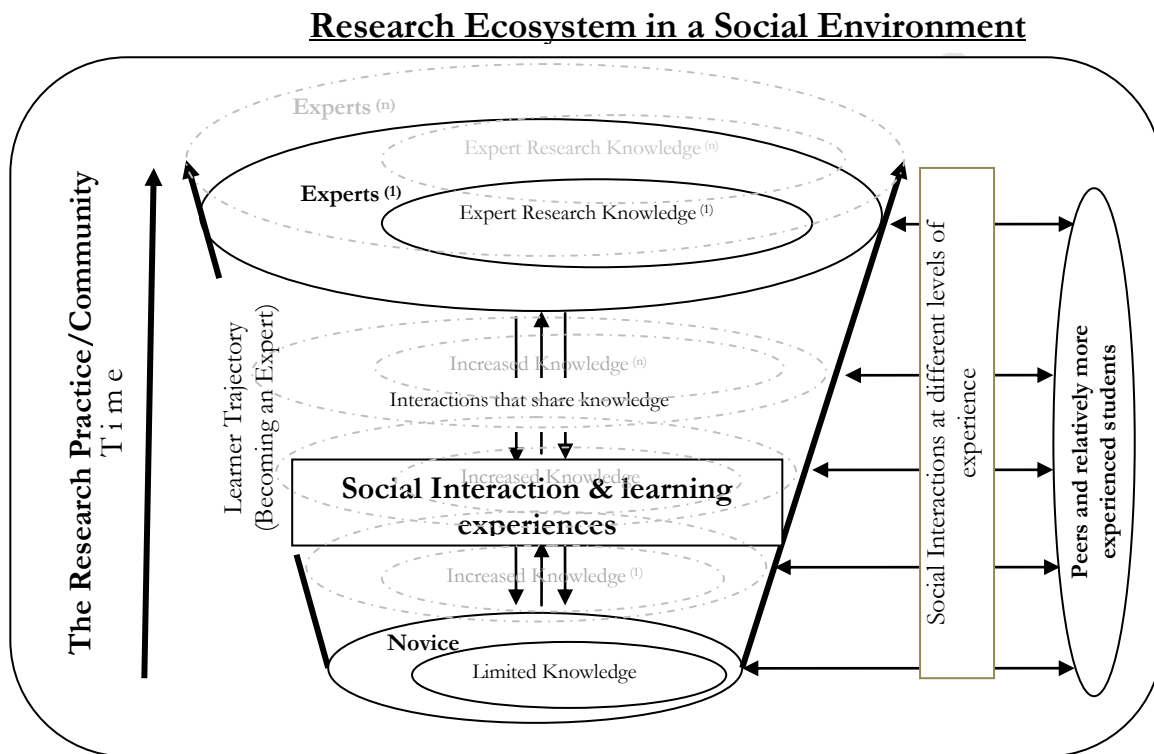 Research Ecosystem in a Social Environment
Experts (n)
Expert Research Knowledge (n)
Experts (1)
Expert Research Knowledge (1)
The Research Practice/Community
Time
Learner Trajectory
(Becoming an Expert)
Increased Knowledge (n)
Interactions that share knowledge
Increased Knowledge
Social Interaction & learning
experiences
Increased Knowledge (1)
Novice
Limited Knowledge
Social Interactions at different levels of
experience
Peers and relatively more
experienced students